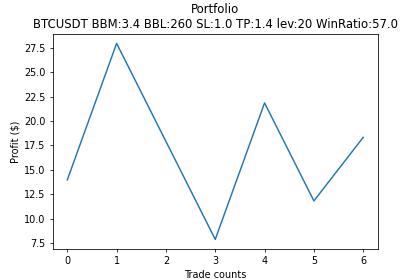 Portfolio
BTCUSDT BBM:3.4 BBL:260 SL:1.0 TP:1.4 lev:20 WinRatio:57.0
27.5
25.0
22.5
20.0
17.5
15.0
12.5
10.0
7.5
Profit ($)
0 1 2 3 4 5 6
Trade counts